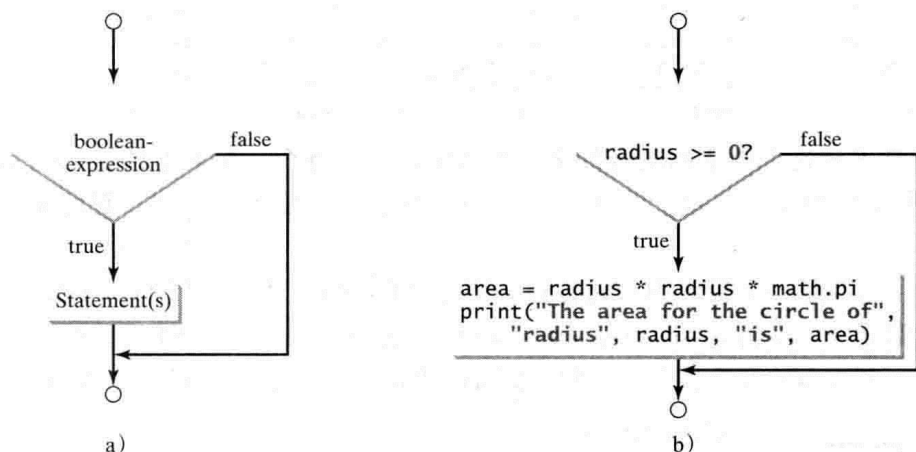 boolean-
expression
false
true
Statement(s)
a)
radius >= 0?
false
true
area = radius * radius * math.pi
print("The area for the circle of",
"radius", radius, "is", area)
b)